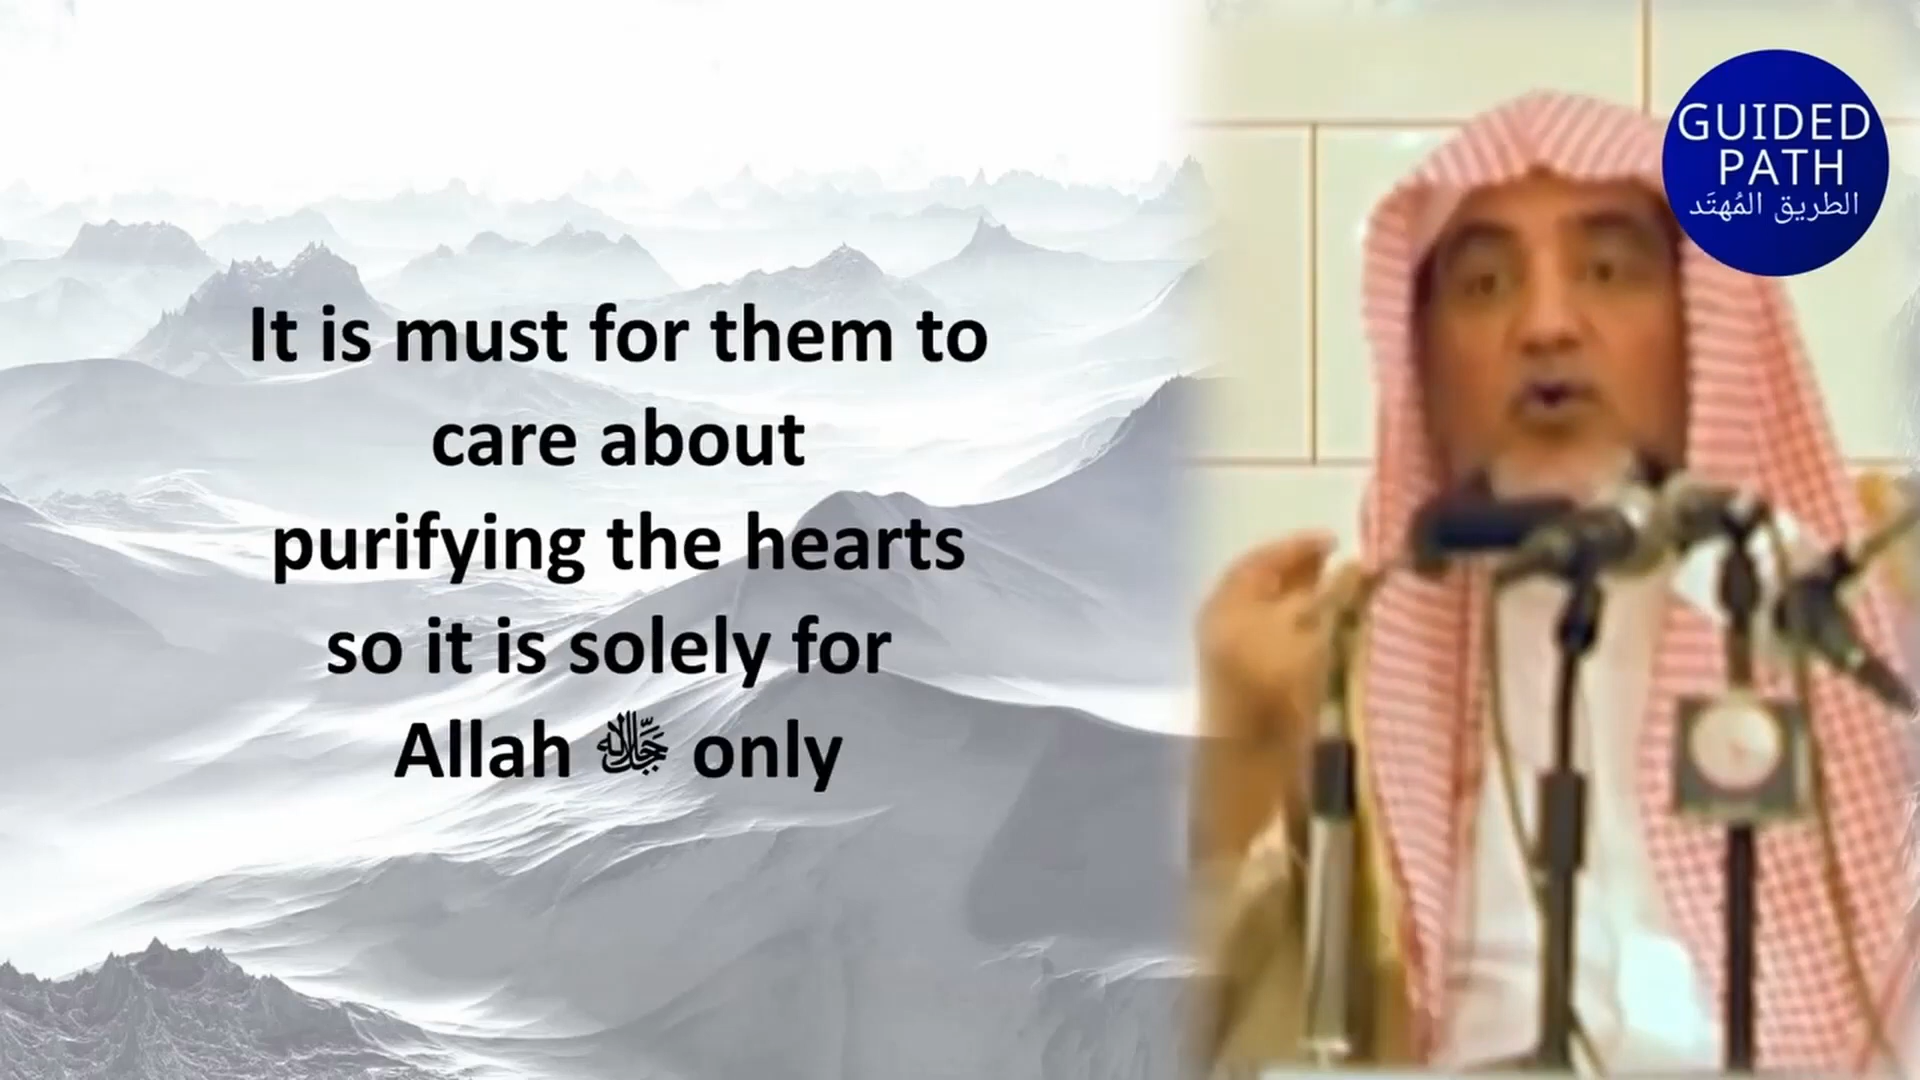 It is must for them to
care about
purifying the hearts
so it is solely for
Allah ﷻ only
GUIDED
PATH
الطريق المُهتَد